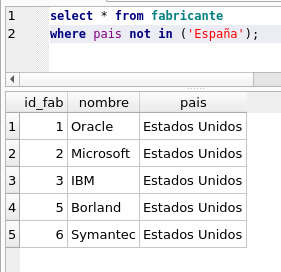 1 select * from fabricante
2 where pais not in ('España');
id_fab nombre pais
1 1 Oracle Estados Unidos
2 2 Microsoft Estados Unidos
3 3 IBM Estados Unidos
4 5 Borland Estados Unidos
5 6 Symantec Estados Unidos